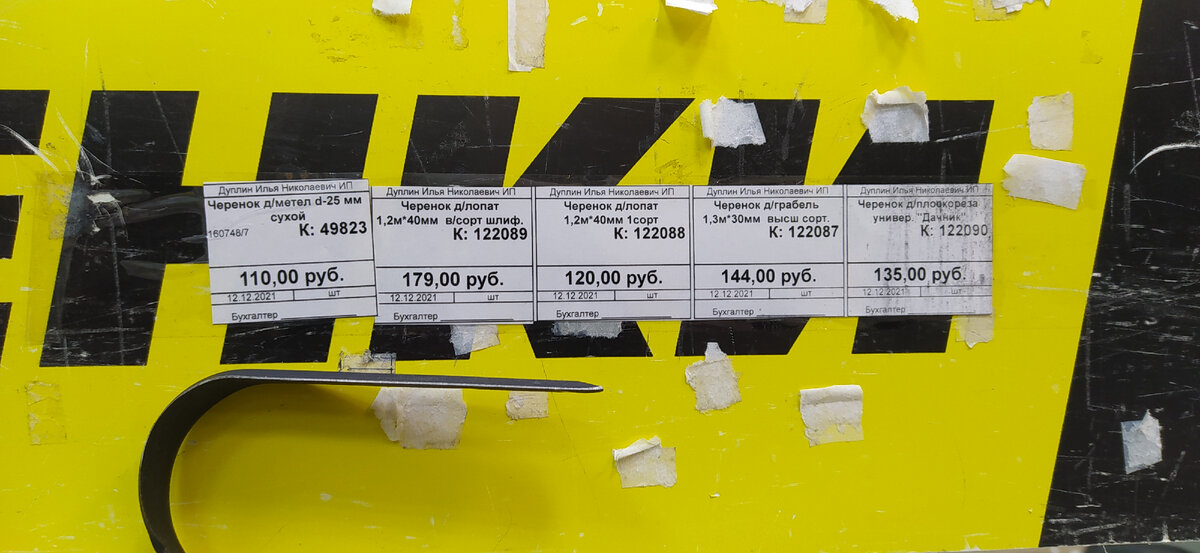 ЕНКИ
Дуплин Илья Николаевич ИП
Черенок д/метел d-25 мм
сухой
160748/7 К: 49823
110,00 руб.
12.12.2021 шт
Бухгалтер
Дуплин Илья Николаевич ИП
Черенок д/лопат
1,2м*40мм в/сорт шлиф.
К: 122089
179,00 руб.
12.12.2021 шт
Бухгалтер
Дуплин Илья Николаевич ИП
Черенок д/лопат
1,2м*40мм 1сорт
К: 122088
120,00 руб.
12.12.2021 шт
Бухгалтер
Дуплин Илья Николаевич ИП
Черенок д/грабель
1,3м*30мм высш сорт.
К: 122087
144,00 руб.
12.12.2021 шт
Бухгалтер
Дуплин Илья Николаевич ИП
Черенок д/плоскореза
универ. "Дачник"
К: 122090
135,00 руб.
12.12.2021 шт
Бухгалтер